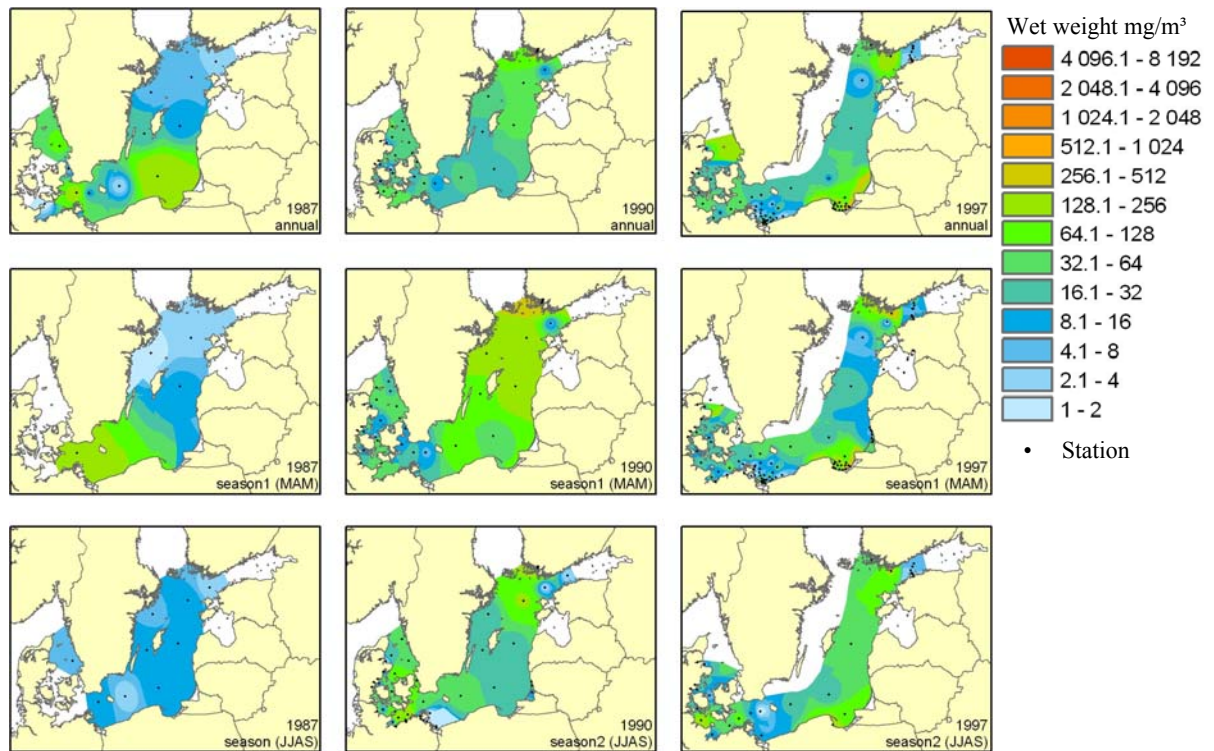 1987
annual
1990
annual
1997
annual
Wet weight mg/m³
4 096.1 - 8 192
2 048.1 - 4 096
1 024.1 - 2 048
512.1 - 1 024
256.1 - 512
128.1 - 256
64.1 - 128
32.1 - 64
16.1 - 32
8.1 - 16
4.1 - 8
2.1 - 4
1 - 2
• Station
1987
season1 (MAM)
1990
season1 (MAM)
1997
season1 (MAM)
1987
season (JJAS)
1990
season2 (JJAS)
1997
season2 (JJAS)